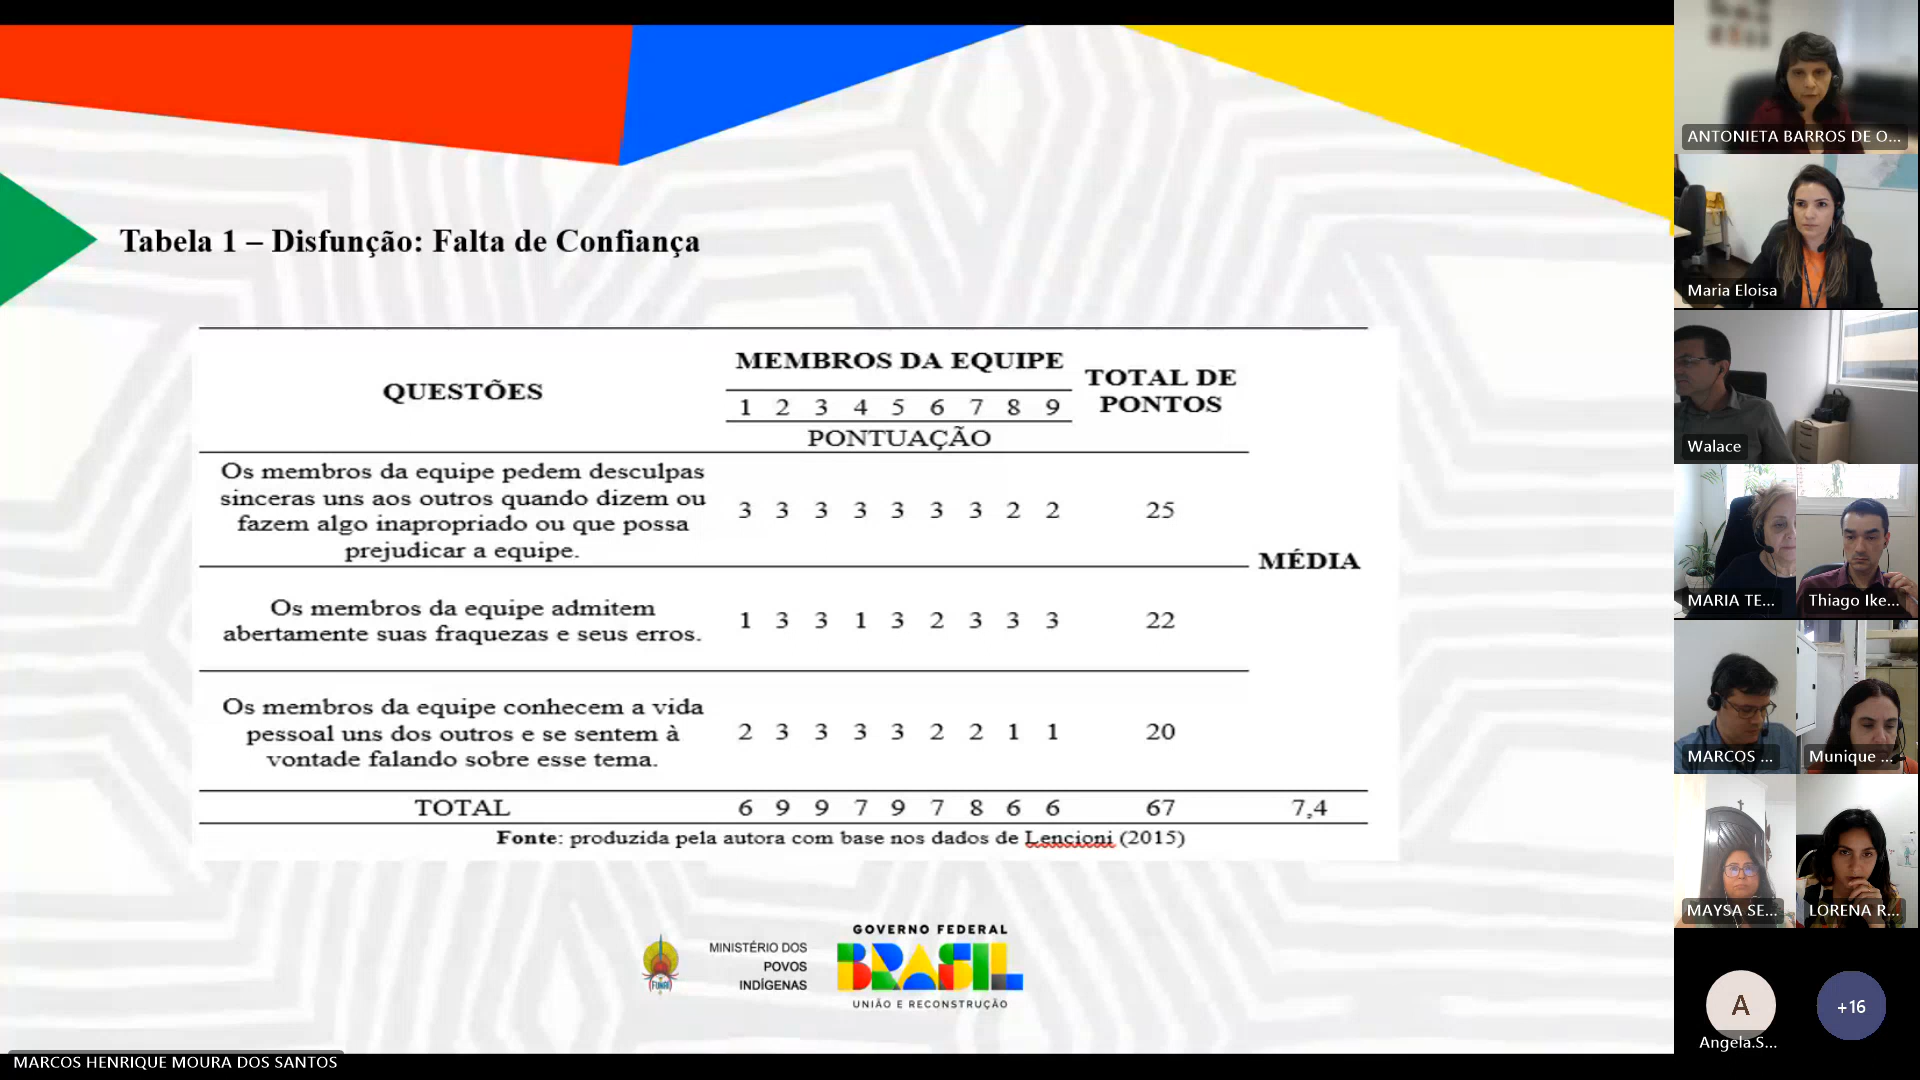 Tabela 1 – Disfunção: Falta de Confiança
QUESTÕES
MEMBROS DA EQUIPE
TOTAL DE
PONTOS
1 2 3 4 5 6 7 8 9
PONTUAÇÃO
Os membros da equipe pedem desculpas
sinceras uns aos outros quando dizem ou
fazem algo inapropriado ou que possa
prejudicar a equipe.
3 3 3 3 3 3 3 2 2
25
MÉDIA
Os membros da equipe admitem
abertamente suas fraquezas e seus erros.
1 3 3 1 3 2 3 3 3
22
Os membros da equipe conhecem a vida
pessoal uns dos outros e se sentem à
vontade falando sobre esse tema.
2 3 3 3 3 2 2 1 1
20
TOTAL
6 9 9 7 9 7 8 6 6
67
7,4
Fonte: produzida pela autora com base nos dados de Lencioni (2015)
FUNAI
MINISTÉRIO DOS
POVOS
INDÍGENAS
GOVERNO FEDERAL
BRASIL
UNIÃO E RECONSTRUÇÃO
MARCOS HENRIQUE MOURA DOS SANTOS
ANTONIETA BARROS DE O...
Maria Eloisa
Walace
MARIA TE...
Thiago Ike...
MARCOS ...
Munique ...
MAYSA SE...
LORENA R...
A
Angela.S...
+16